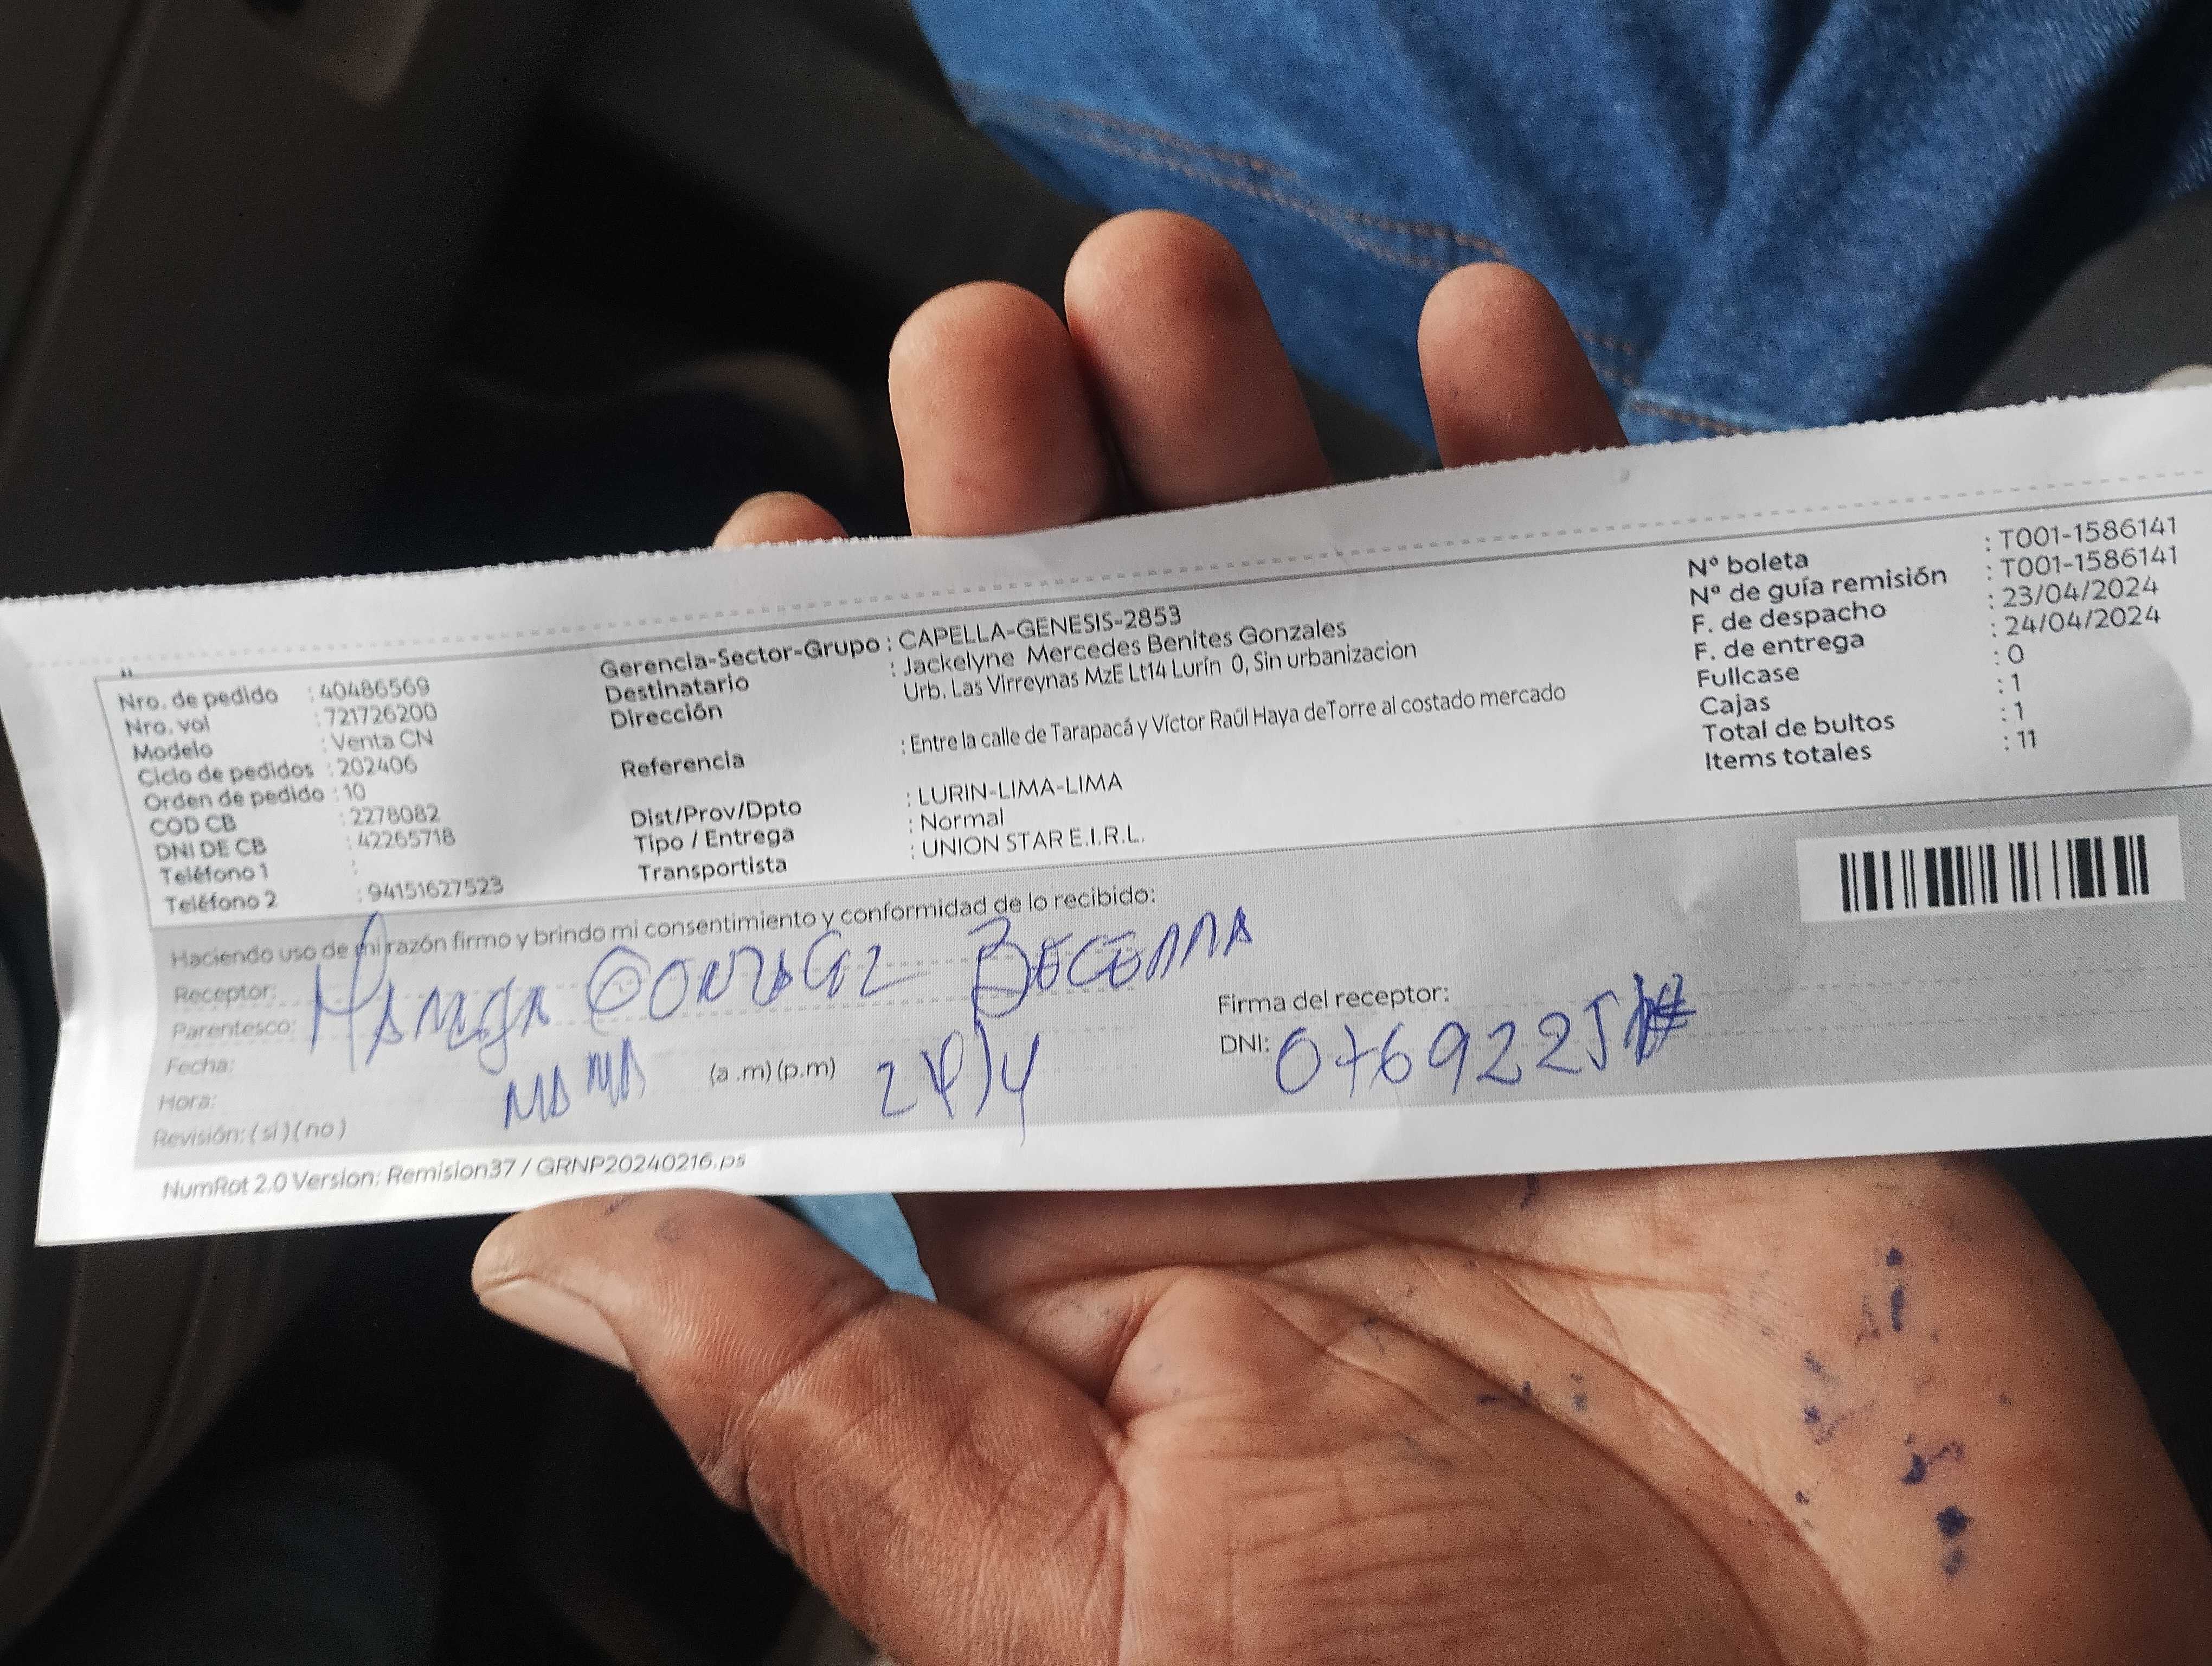 Nro. de pedido : 40486569
Nro. vol : 721726200
Modelo : Venta CN
Ciclo de pedidos : 202406
Orden de pedido : 10
COD CB : 2278082
DNI DE CB : 42265718
Teléfono 1 :
Teléfono 2 : 94151627523
Gerencia-Sector-Grupo : CAPELLA-GENESIS-2853
Destinatario : Jackelyne Mercedes Benites Gonzales
Dirección Urb. Las Virreynas MzE Lt14 Lurín 0, Sin urbanizacion
Referencia : Entre la calle de Tarapacá y Víctor Raúl Haya deTorre al costado mercado
Dist/Prov/Dpto : LURIN-LIMA-LIMA
Tipo / Entrega : Normal
Transportista : UNION STAR E.I.R.L.
Nº boleta : T001-1586141
Nº de guía remisión : T001-1586141
F. de despacho : 23/04/2024
F. de entrega : 24/04/2024
Fullcase : 0
Cajas : 1
Total de bultos : 1
Items totales : 11
Haciendo uso de mi razón firmo y brindo mi consentimiento y conformidad de lo recibido:
Receptor:
Parentesco:
Fecha:
Hora:
MAMA
(a .m) (p.m)
Revisión: ( si ) ( no )
Firma del receptor:
DNI:
NumRot 2.0 Version: Remision37 / GRNP20240216.ps